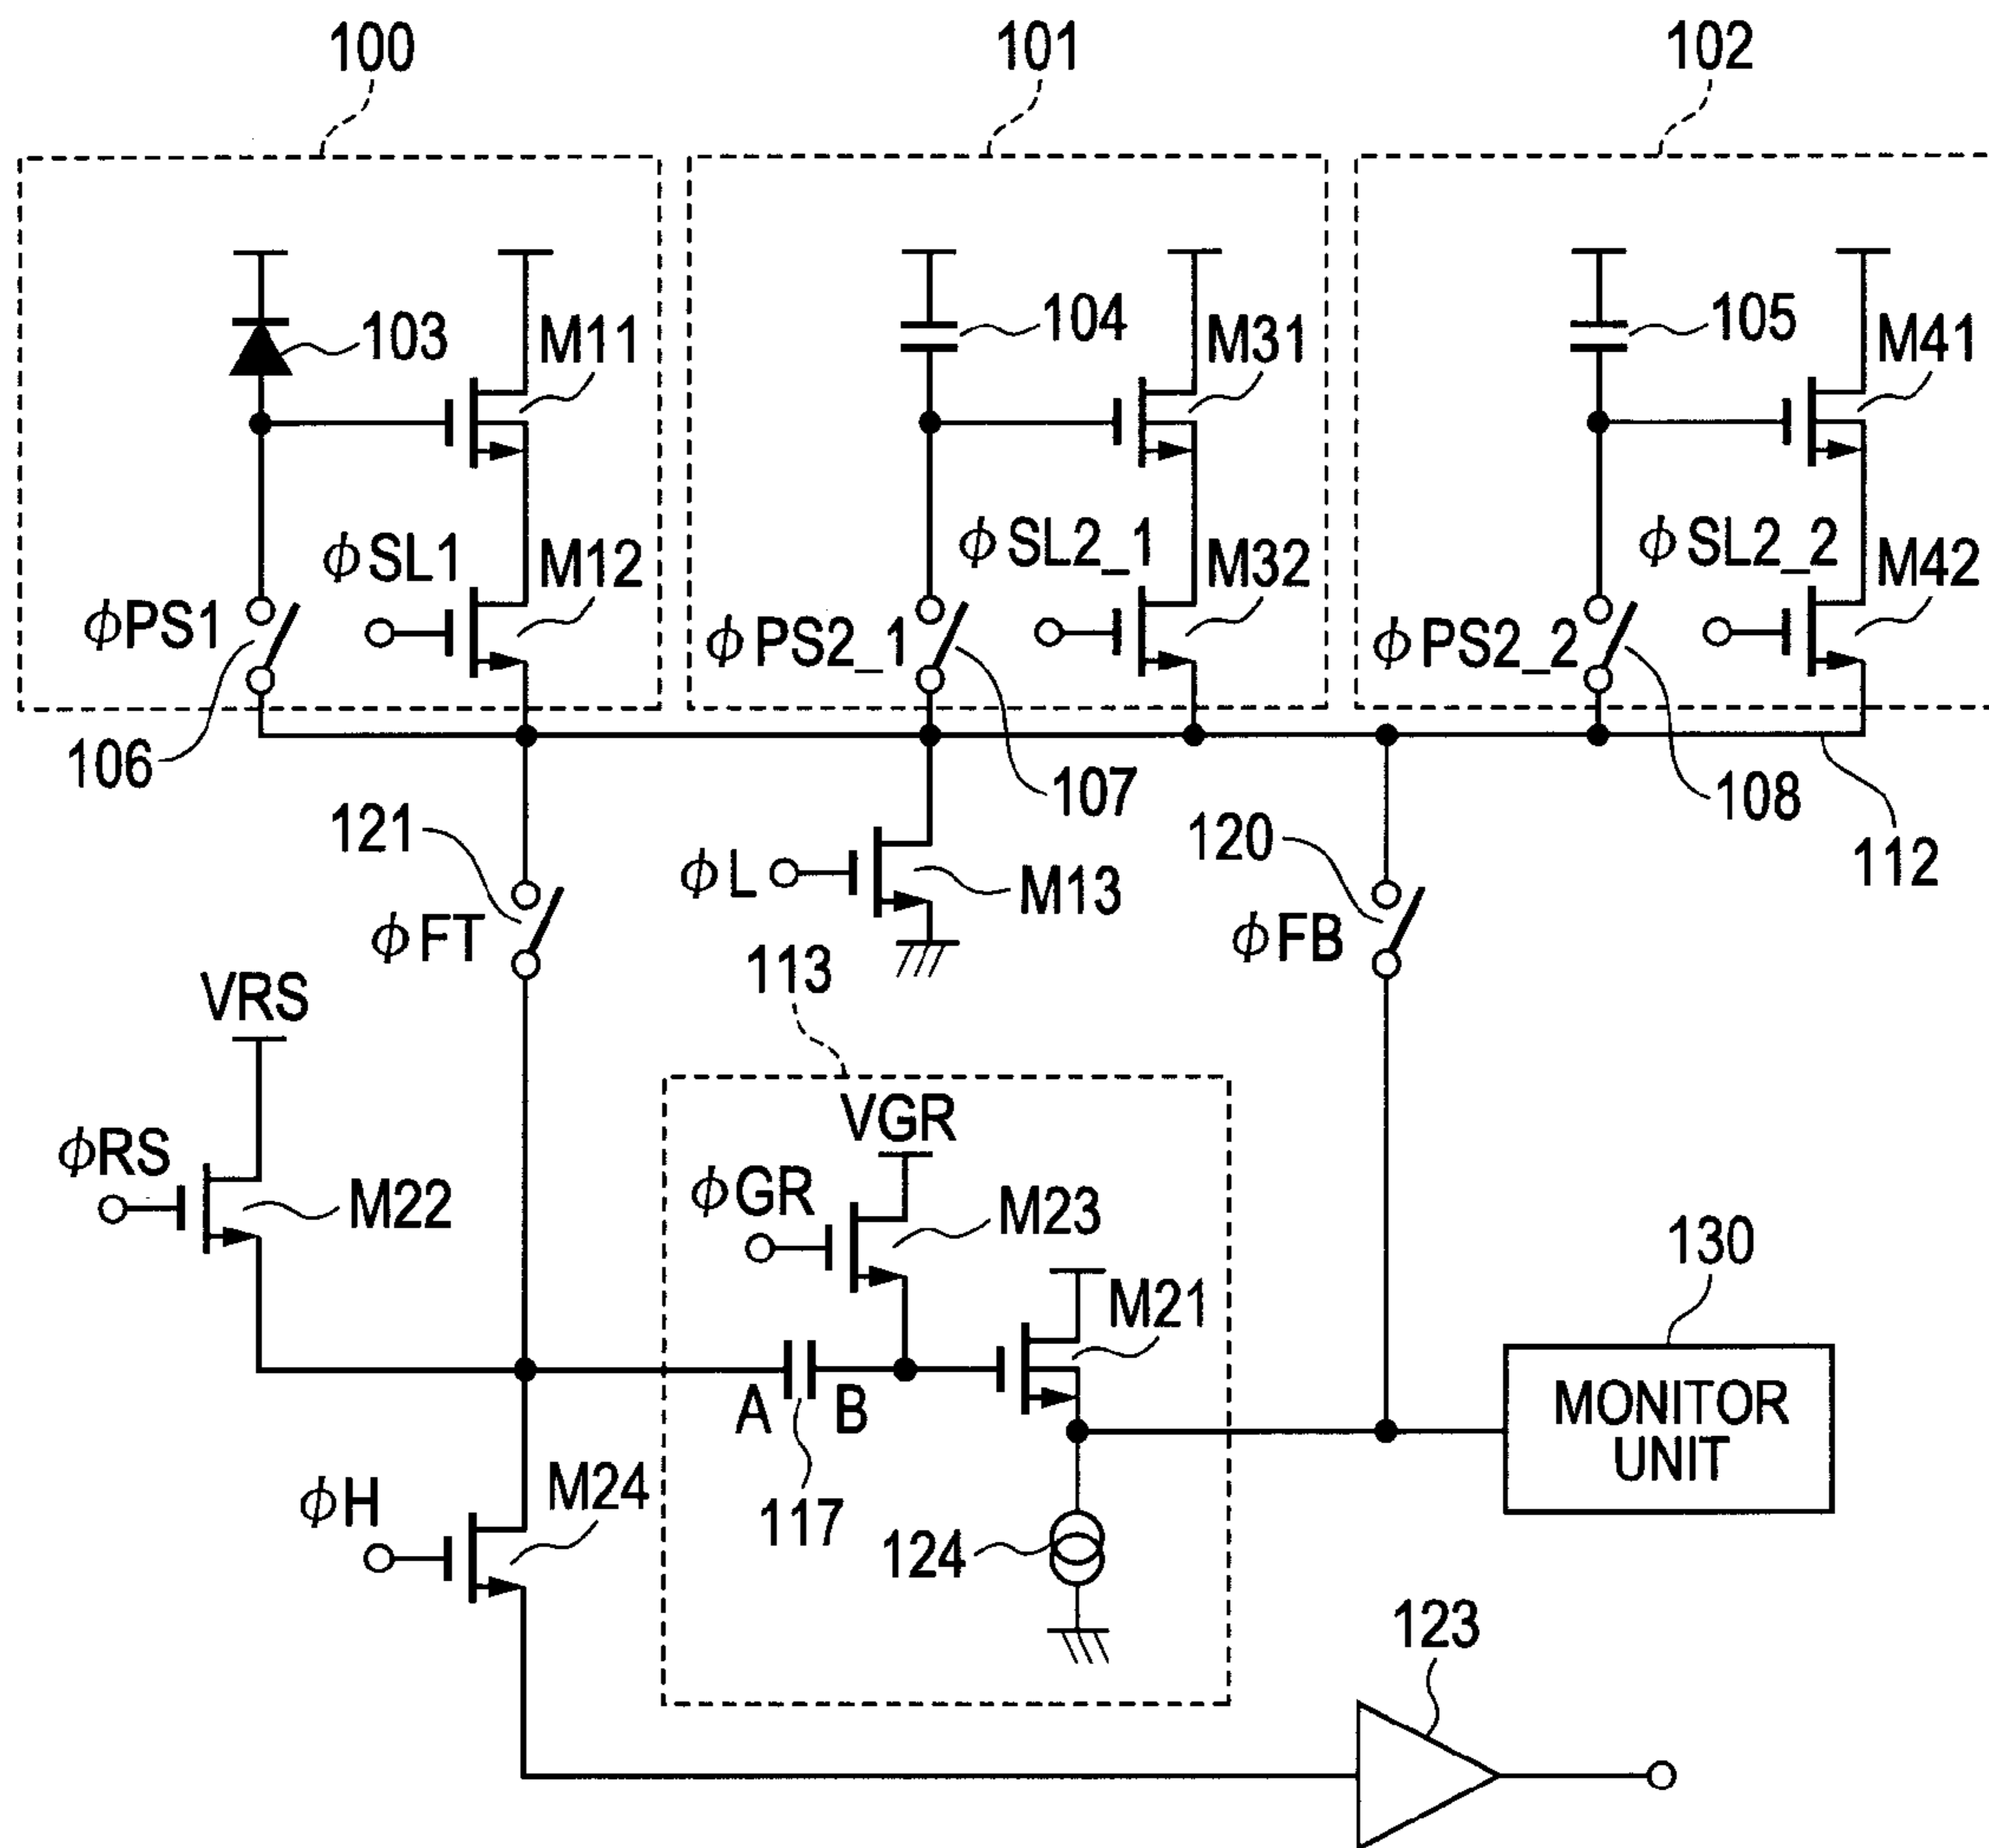 100
101
102
103
M11
104
M31
105
M41
φSL1
M12
φSL2_1
M32
φSL2_2
M42
φPS1
φPS2_1
φPS2_2
106
107
108
112
121
φFT
φL
M13
120
φFB
113
VRS
VGR
φRS
M22
φGR
M23
M21
130
A
B
MONITOR
UNIT
117
φH
M24
124
123